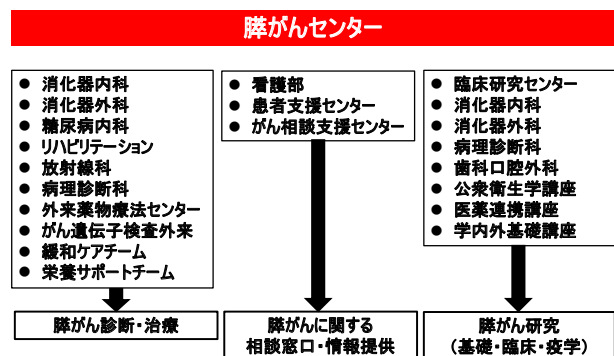 膵がんセンター
● 消化器内科
● 消化器外科
● 糖尿病内科
● リハビリテーション
● 放射線科
● 病理診断科
● 外来薬物療法センター
● がん遺伝子検査外来
● 緩和ケアチーム
● 栄養サポートチーム
膵がん診断・治療
● 看護部
● 患者支援センター
● がん相談支援センター
膵がんに関する
相談窓口・情報提供
● 臨床研究センター
● 消化器内科
● 消化器外科
● 病理診断科
● 歯科口腔外科
● 公衆衛生学講座
● 医薬連携講座
● 学内外基礎講座
膵がん研究
(基礎・臨床・疫学)